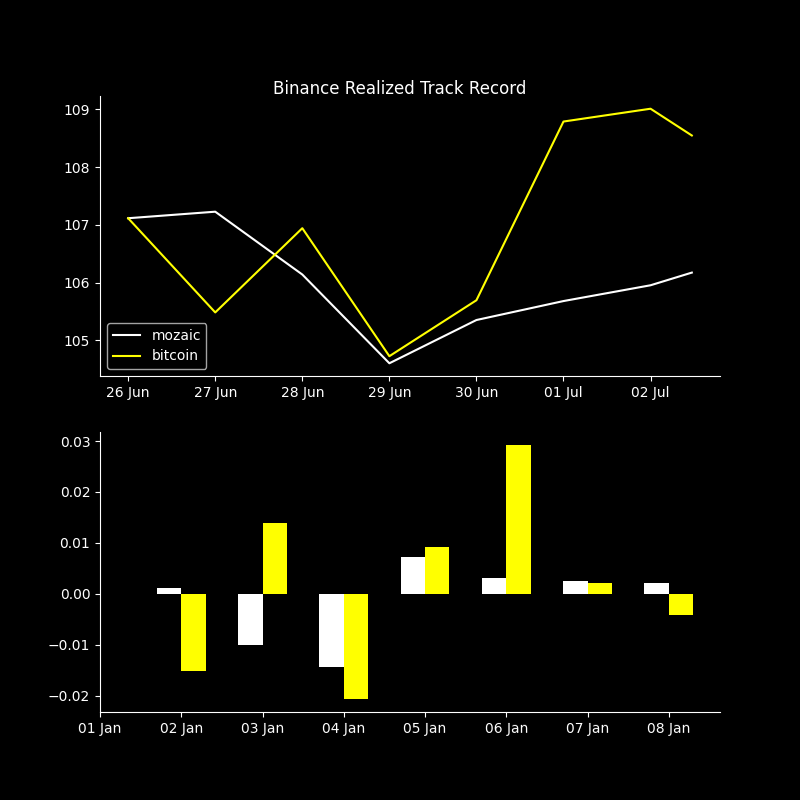 Binance Realized Track Record
109
108
107
106
105
mozaic
bitcoin
26 Jun 27 Jun 28 Jun 29 Jun 30 Jun 01 Jul 02 Jul
0.03
0.02
0.01
0.00
−0.01
−0.02
01 Jan 02 Jan 03 Jan 04 Jan 05 Jan 06 Jan 07 Jan 08 Jan